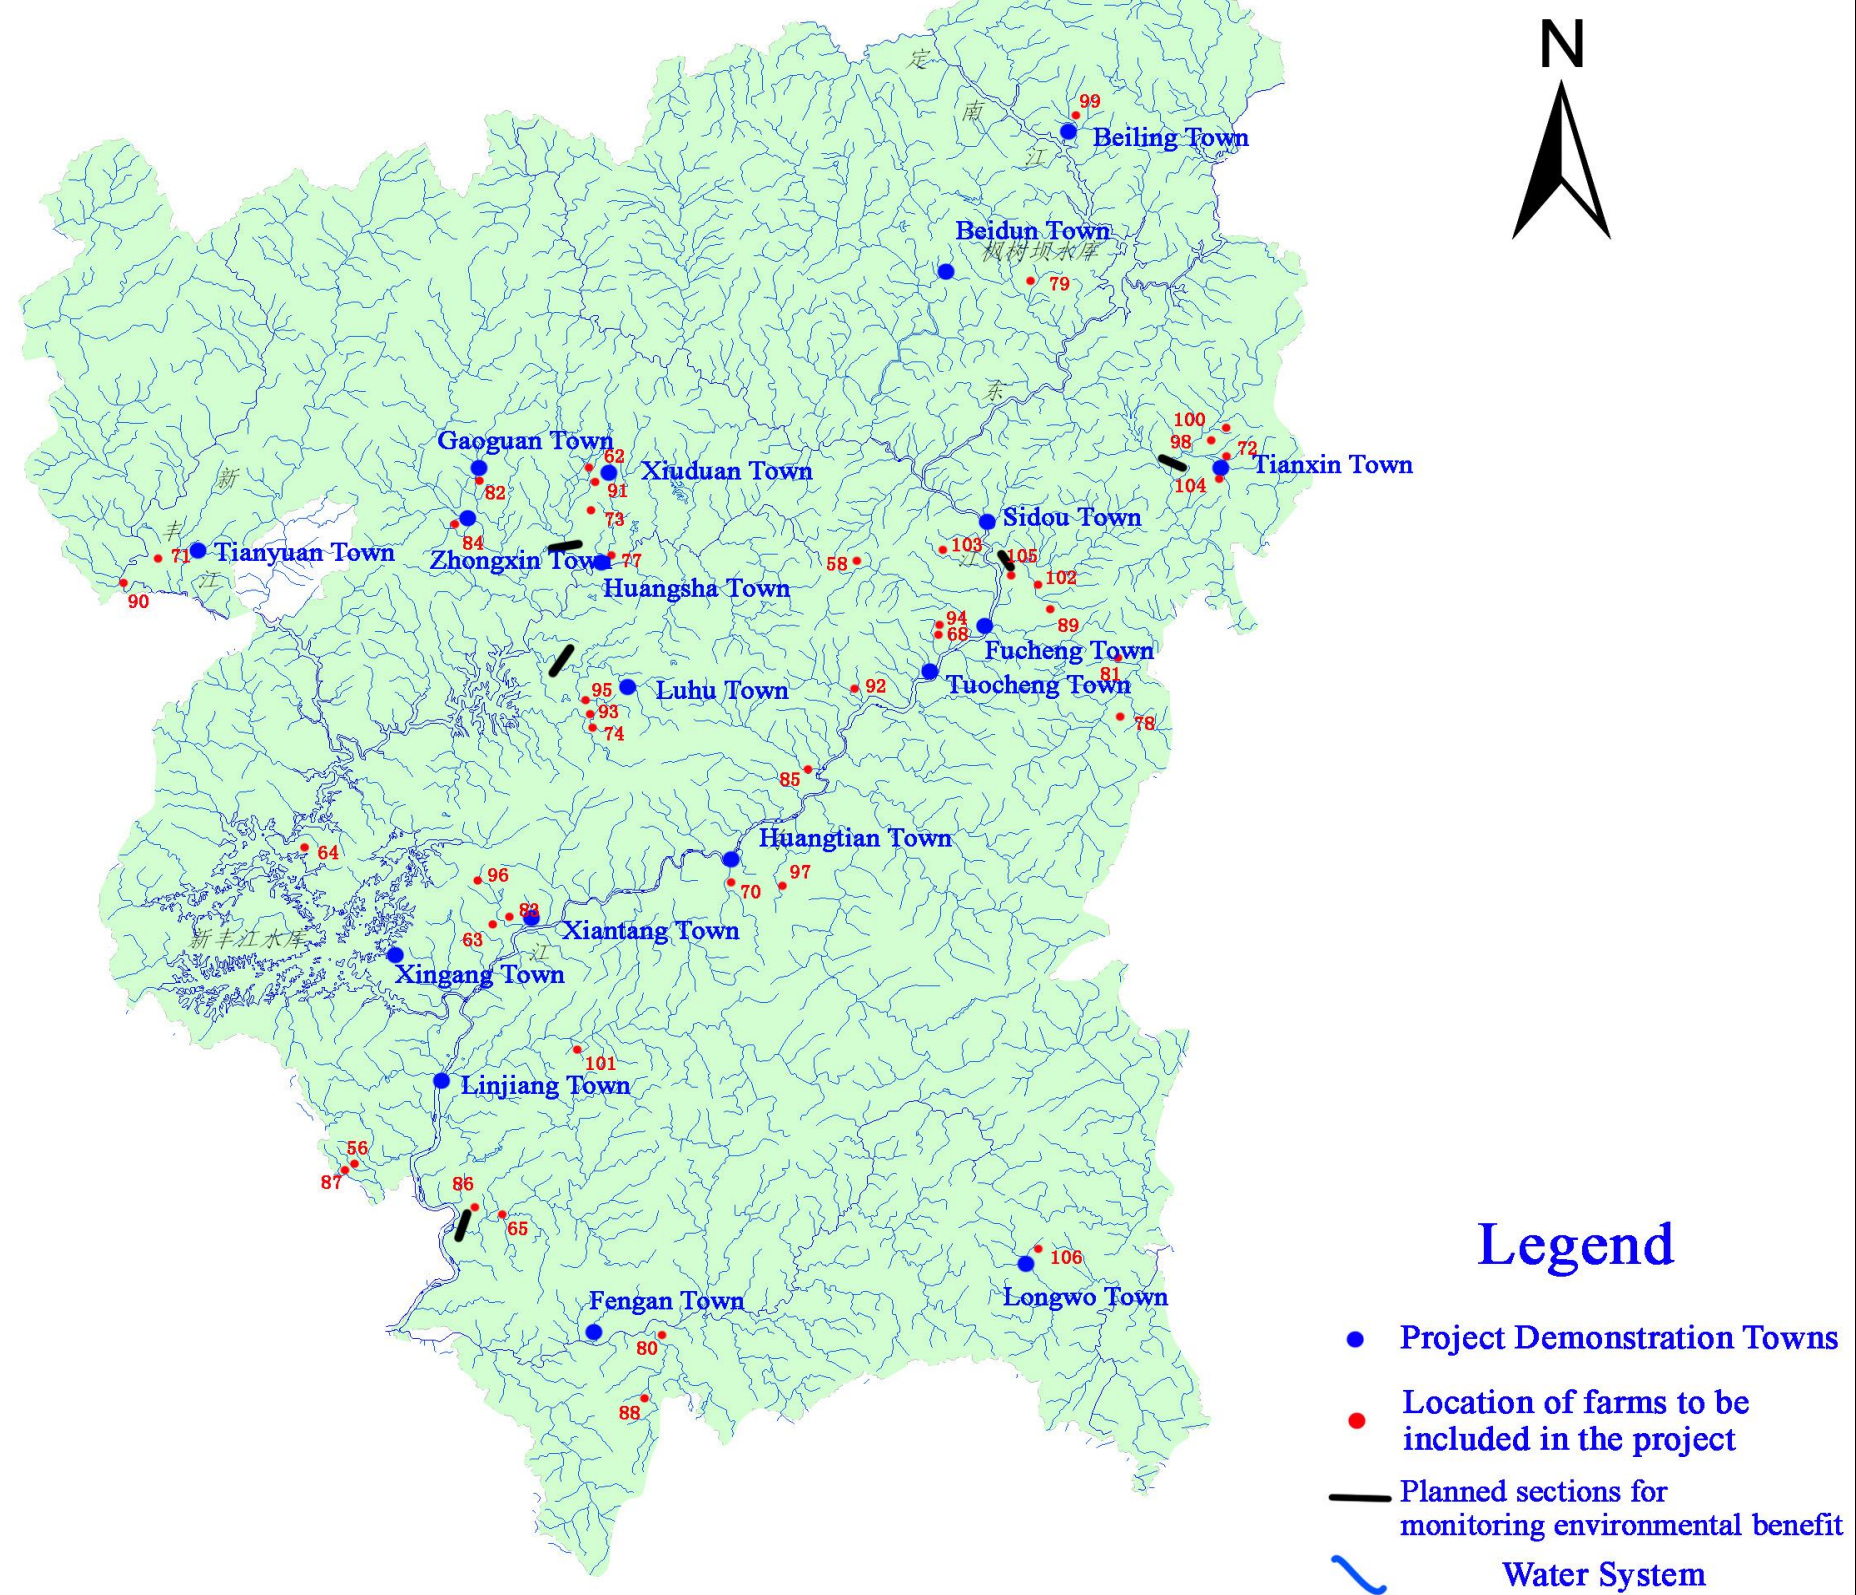 N
定
99
南
Beiling Town
江
Beidun Town
枫树坝水库
79
东
100
Gaoguan Town
98
72
62
Xiuduan Town
Tianxin Town
新
82
91
104
73
Sidou Town
丰
84
103
71
Tianyuan Town
Zhongxin Town
77
58
江
105
江
102
Huangsha Town
90
94
89
68
Fucheng Town
81
95
Luhu Town
92
Tuocheng Town
93
74
78
85
Huangtian Town
64
96
97
70
83
63
Xiantang Town
新丰江水库
江
Xingang Town
101
Linjiang Town
56
87
86
65
106
Longwo Town
Fengan Town
80
88
Legend
Project Demonstration Towns
Location of farms to be
included in the project
Planned sections for
monitoring environmental benefit
Water System